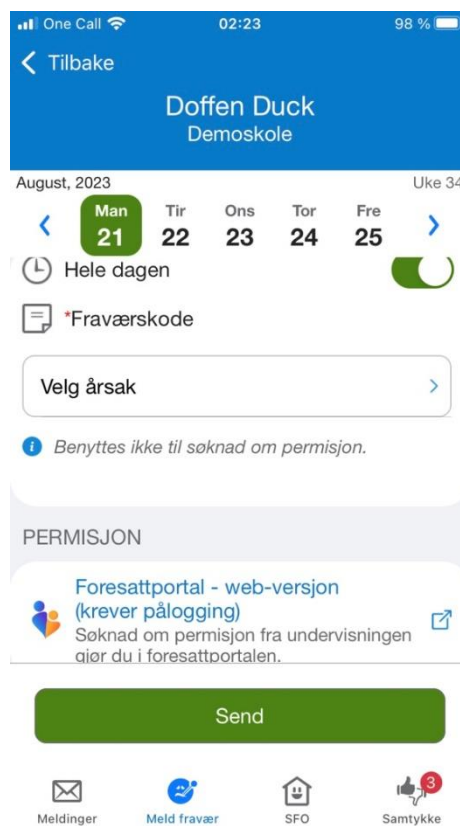 One Call 02:23 98 %
Tilbake
Doffen Duck
Demoskole
August, 2023 Uke 34
Man Tir Ons Tor Fre
21 22 23 24 25
Hele dagen
*Fraværskode
Velg årsak
Benyttes ikke til søknad om permisjon.
PERMISJON
Foresattportal - web-versjon
(krever pålogging)
Søknad om permisjon fra undervisningen
gjør du i foresattportalen.
Send
3
Meldinger Meld fravær SFO Samtykke